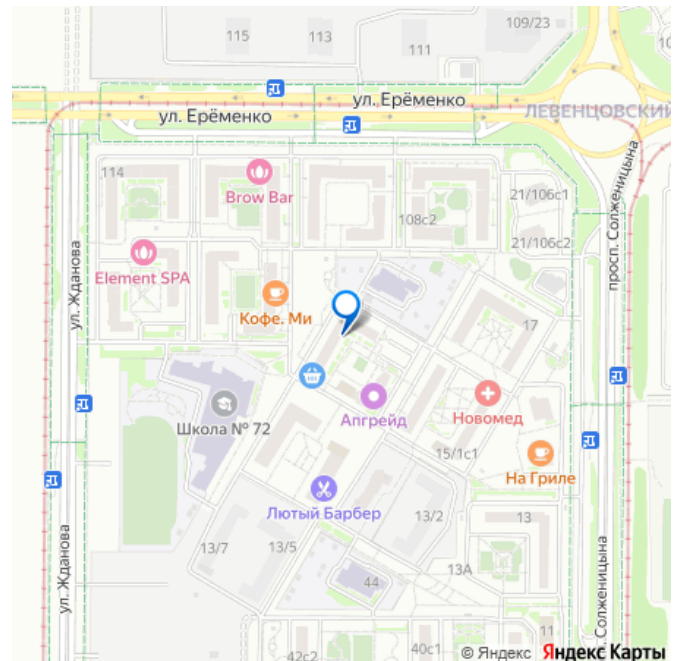 109/23
115
113
111
ул. Ерёменко
ул. Ерёменко
ЛЕВЕНЦОВСКИЙ
114
Brow Bar
108с2
21/106с1
21/106с2
просп. Солженицына
ул. Жданова
Element SPA
Кофе. Ми
17
Школа № 72
Апгрейд
Новомед
15/1с1
На Гриле
Лютый Барбер
13/2
13
13/7
13/5
13А
44
ул. Жданова
просп. Солженицына
11
42с2
40с1
© Яндекс Яндекс Карты